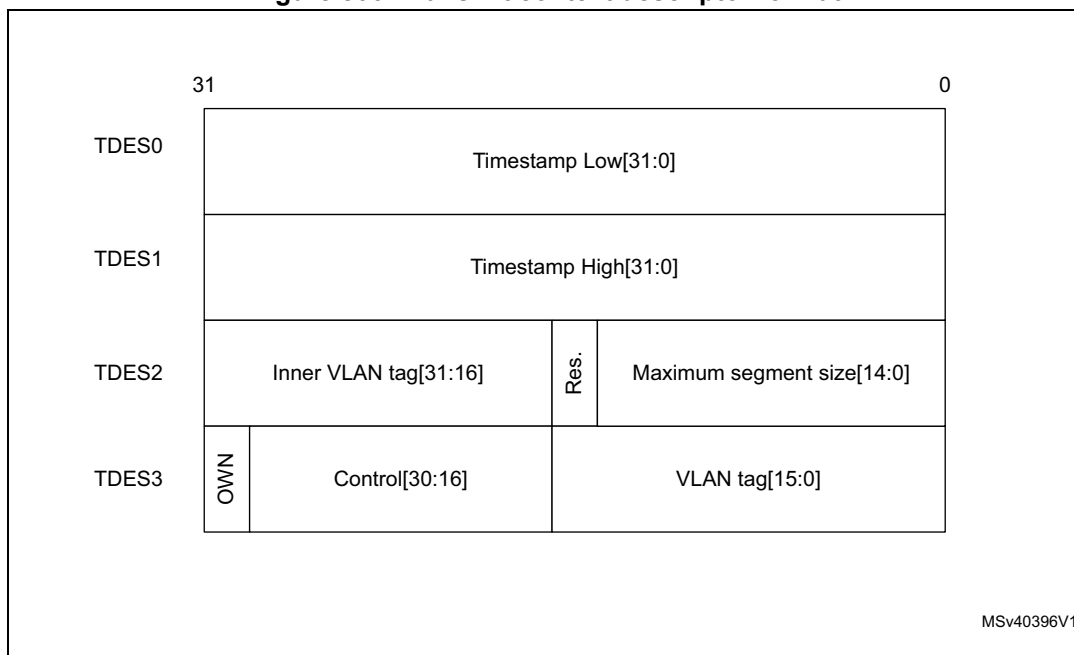 31 0
TDES0 Timestamp Low[31:0]
TDES1 Timestamp High[31:0]
TDES2 Inner VLAN tag[31:16] Res. Maximum segment size[14:0]
TDES3 OWN Control[30:16] VLAN tag[15:0]
MSv40396V1